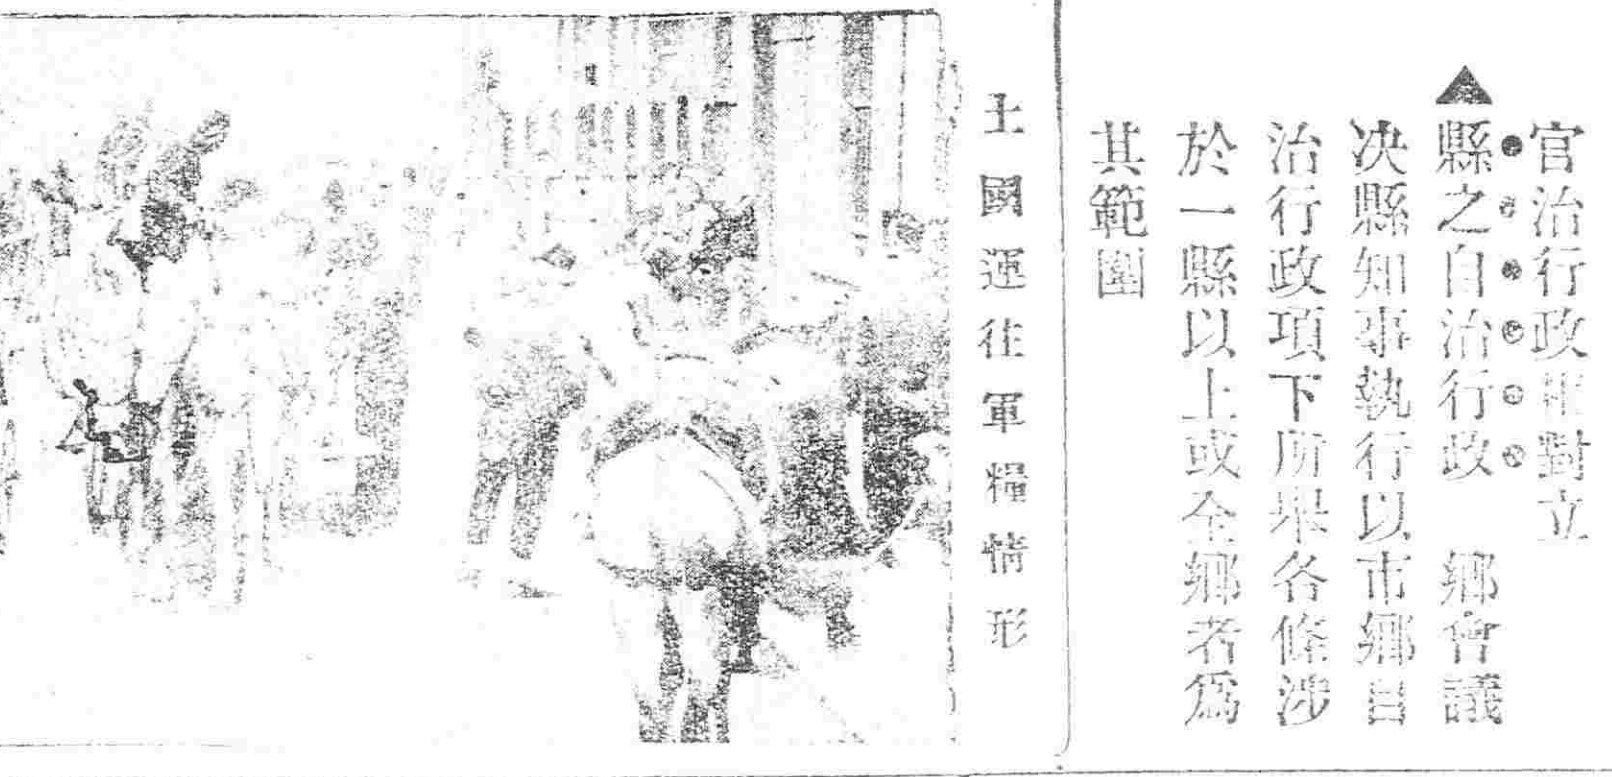 官治行政權對立
▲縣之自治行政　鄉會議
决縣知事執行以市鄉自
治行政項下所舉各條涉
於一縣以上或全鄉者爲
其範圍
土國運往軍糧情形